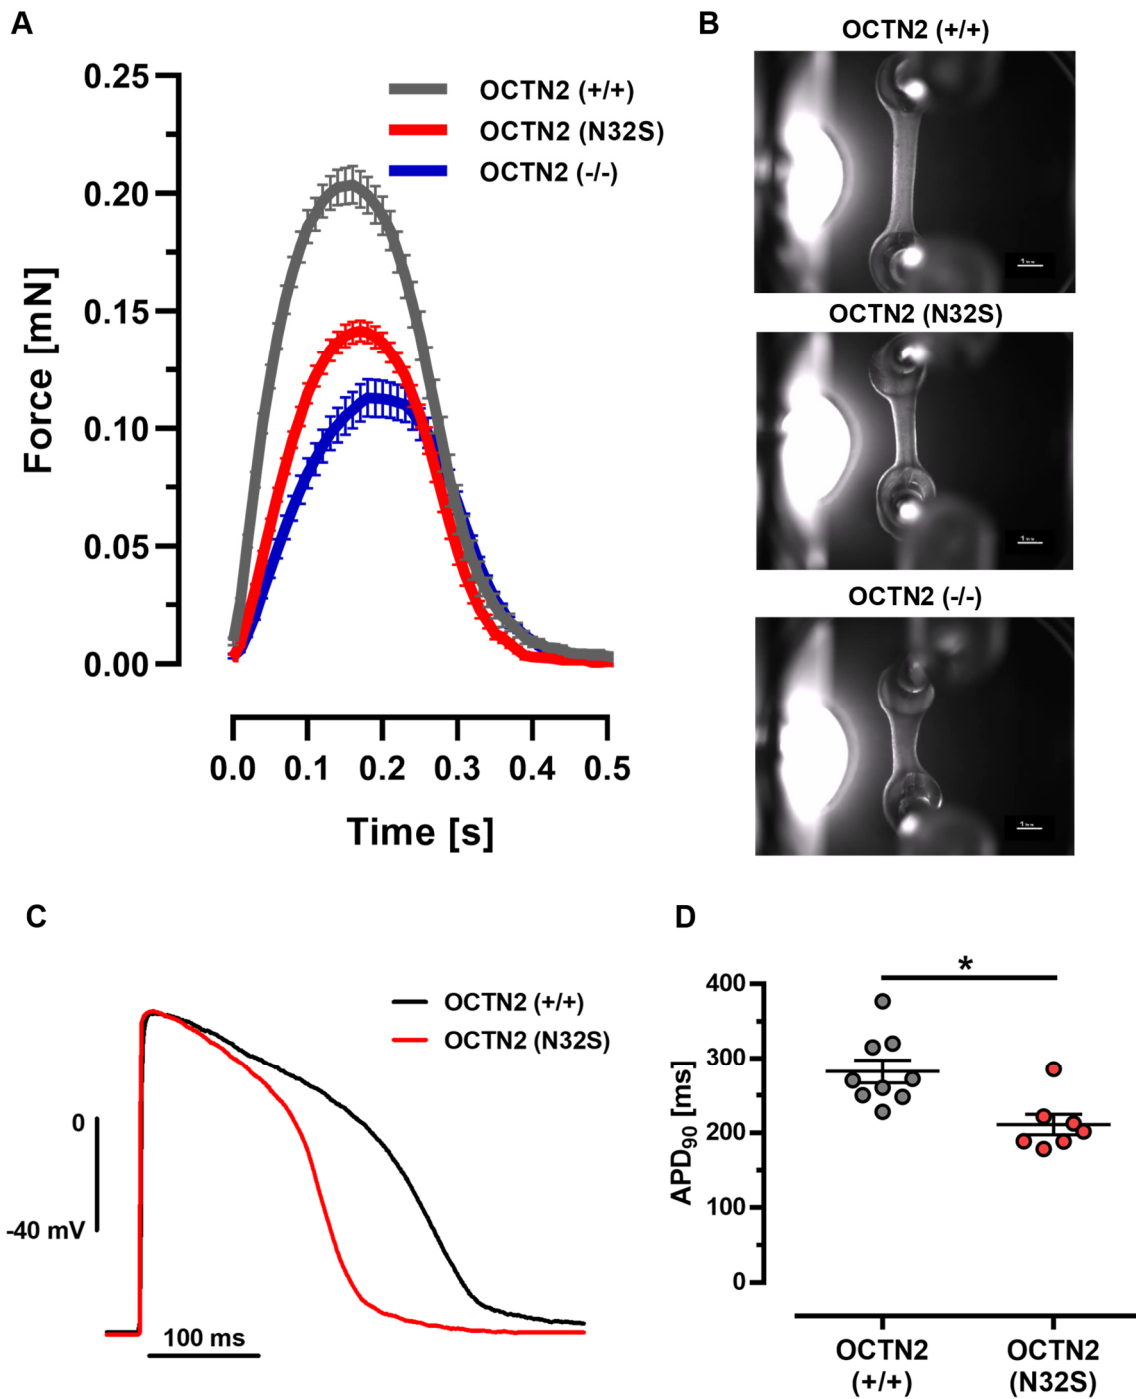 A
0.25
0.20
0.15
0.10
0.05
0.00
Force [mN]
OCTN2 (+/+)
OCTN2 (N32S)
OCTN2 (-/-)
0.0 0.1 0.2 0.3 0.4 0.5
Time [s]
B
OCTN2 (+/+)
OCTN2 (N32S)
OCTN2 (-/-)
C
OCTN2 (+/+)
OCTN2 (N32S)
0
-40 mV
100 ms
D
*
400
300
200
100
0
APD90 [ms]
OCTN2
(+/+)
OCTN2
(N32S)